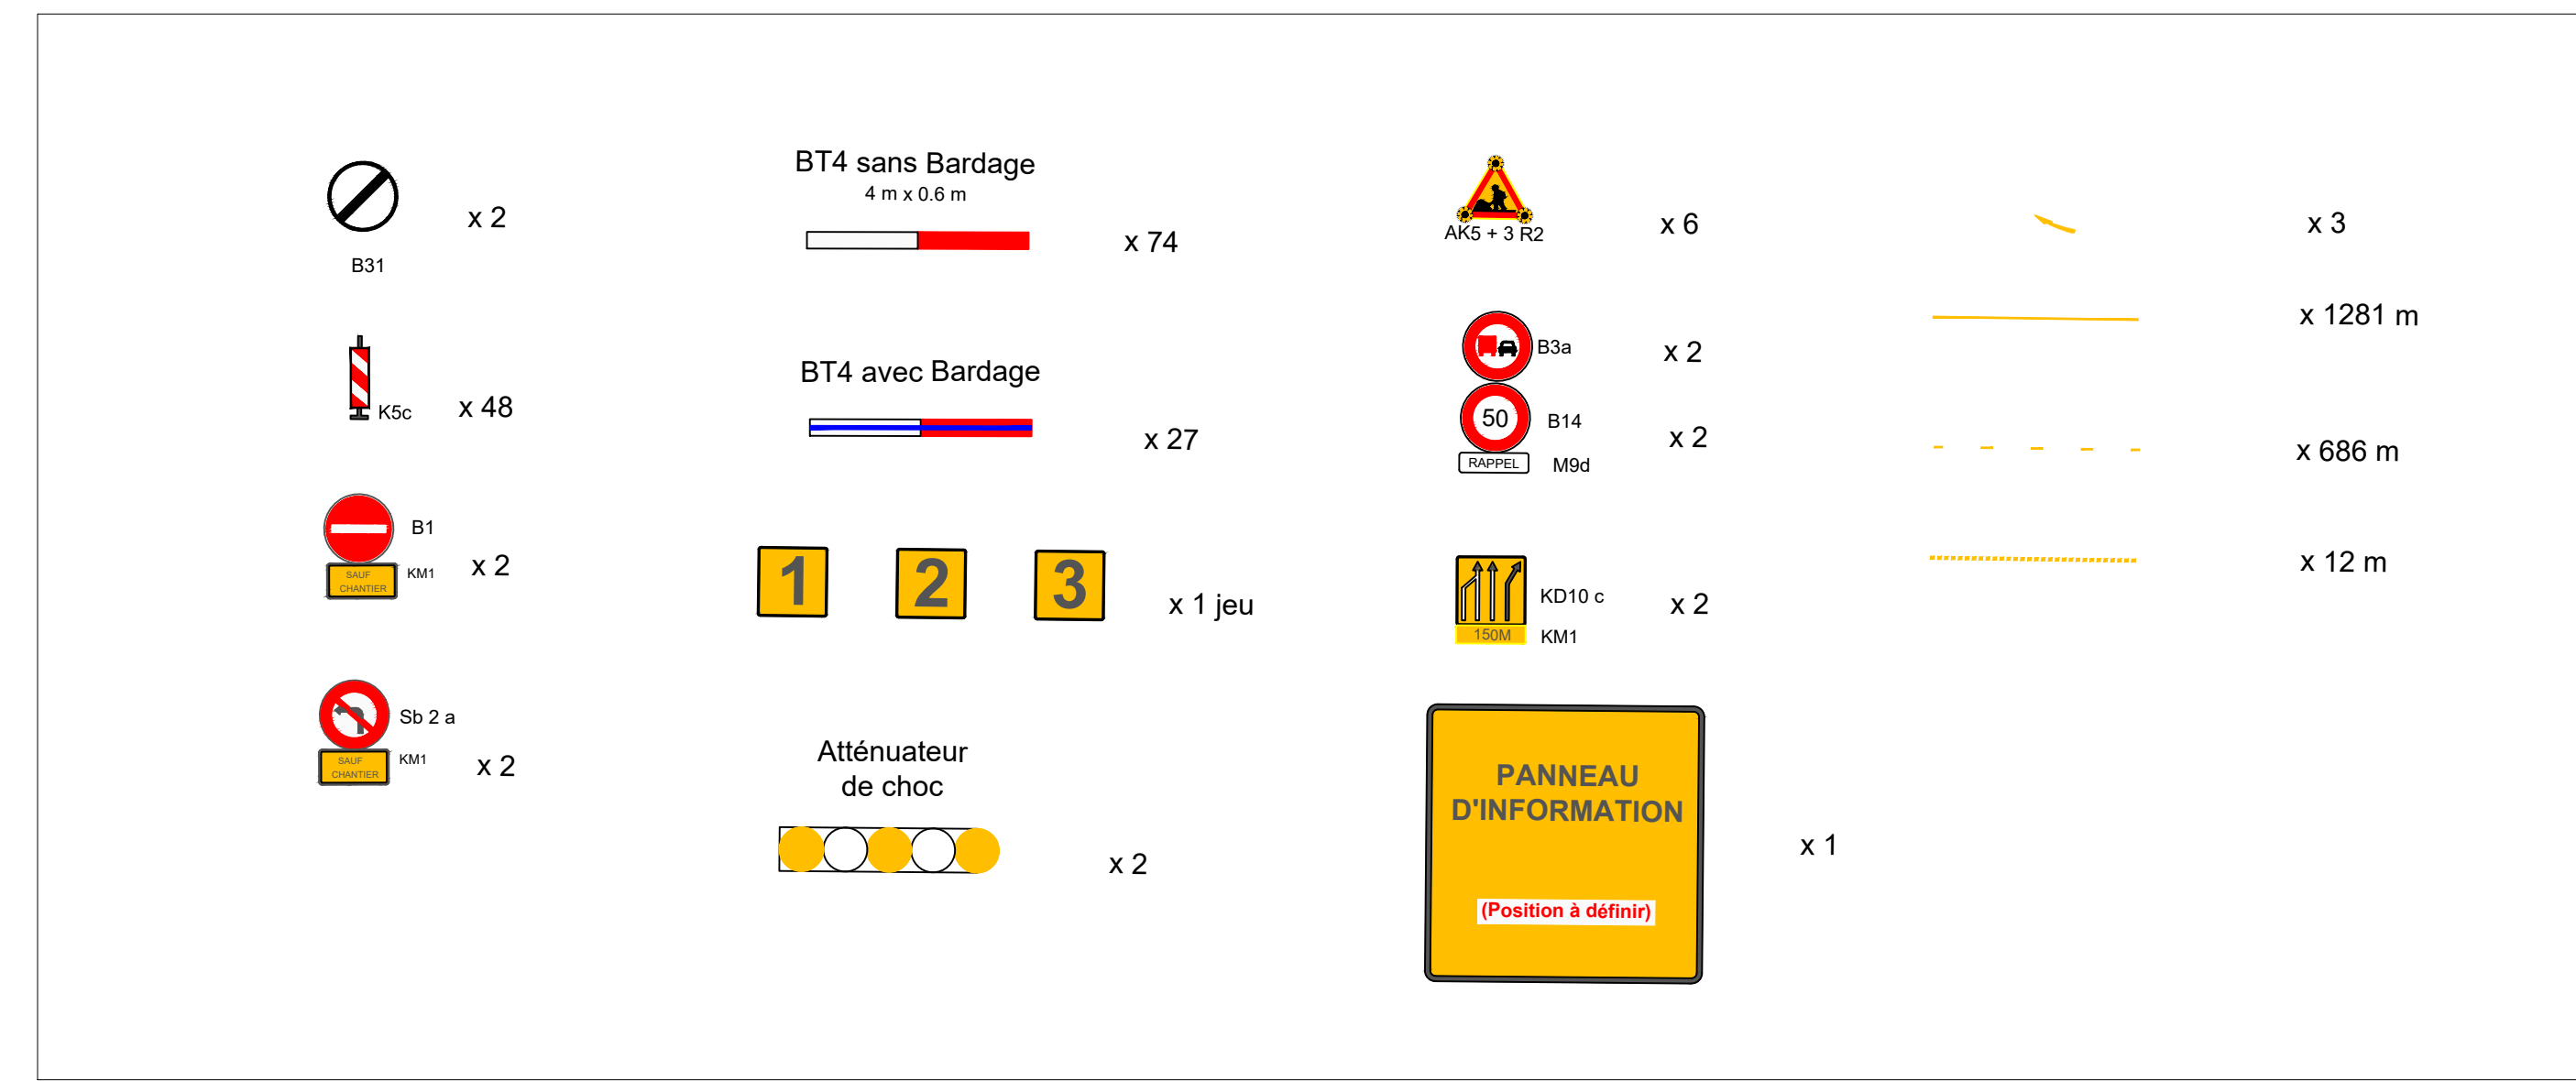 x 2
B31
K5c
x 48
B1
KM1
x 2
SAUF
CHANTIER
Sb 2 a
KM1
x 2
SAUF
CHANTIER
BT4 sans Bardage
4 m x 0.6 m
x 74
BT4 avec Bardage
x 27
1 2 3
x 1 jeu
Atténuateur
de choc
x 2
AK5 + 3 R2
x 6
B3a
x 2
50
B14
x 2
RAPPEL
M9d
KD10 c
x 2
150M
KM1
PANNEAU
D'INFORMATION
(Position à définir)
x 1
x 3
x 1281 m
x 686 m
x 12 m